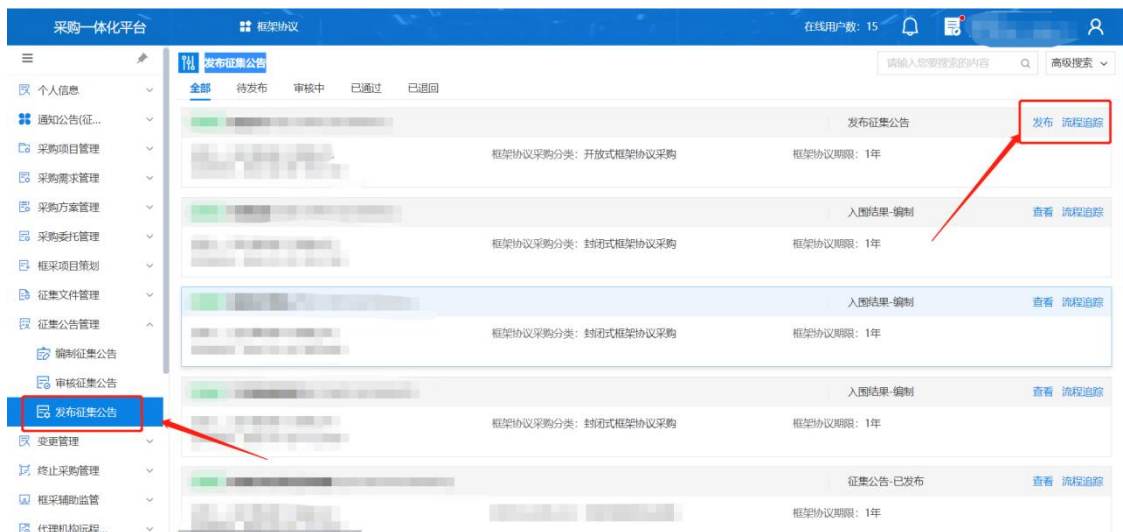 采购一体化平台
框架协议
在线用户数：15
个人信息
通知公告(征...
采购项目管理
采购需求管理
采购方案管理
采购委托管理
框采项目策划
征集文件管理
征集公告管理
编制征集公告
审核征集公告
发布征集公告
变更管理
终止采购管理
框采辅助监管
代理机构远程...
发布征集公告
请输入您要搜索的内容
高级搜索
全部 待发布 审核中 已通过 已退回
发布征集公告 发布 流程追踪
框架协议采购分类：开放式框架协议采购 框架协议期限：1年
入围结果-编制 查看 流程追踪
框架协议采购分类：封闭式框架协议采购 框架协议期限：1年
入围结果-编制 查看 流程追踪
框架协议采购分类：封闭式框架协议采购 框架协议期限：1年
入围结果-编制 查看 流程追踪
框架协议采购分类：封闭式框架协议采购 框架协议期限：1年
征集公告-已发布 查看 流程追踪
框架协议期限：1年